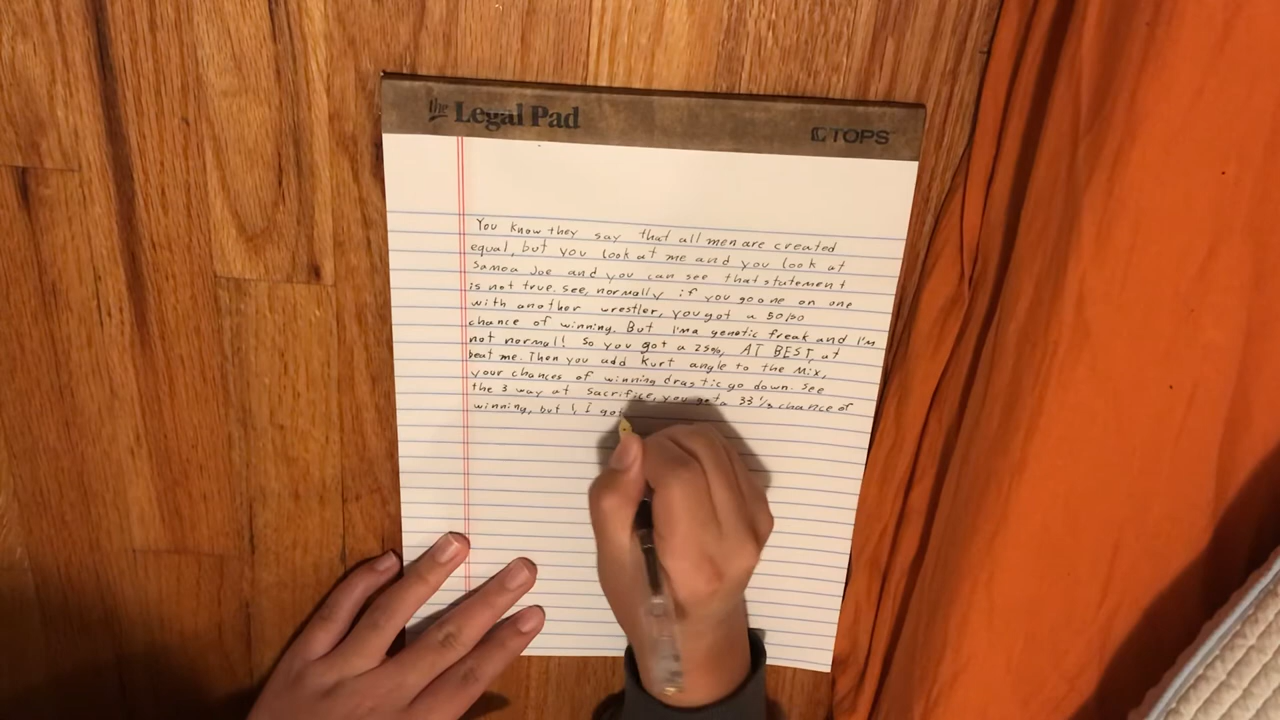 the Legal Pad
TOPS
You know they say that all men are created
equal, but you look at me and you look at
Samoa Joe and you can see that statement
is not true. See, normally if you go one on one
with another wrestler, you got a 50/50
chance of winning. But I'm a genetic freak and I'm
not normal! So you got a 25%, AT BEST, at
beat me. Then you add Kurt angle to the Mix,
your chances of winning drastic go down. See
the 3 way at Sacrifice, you got a 33 1/3 chance of
winning, but I, I got